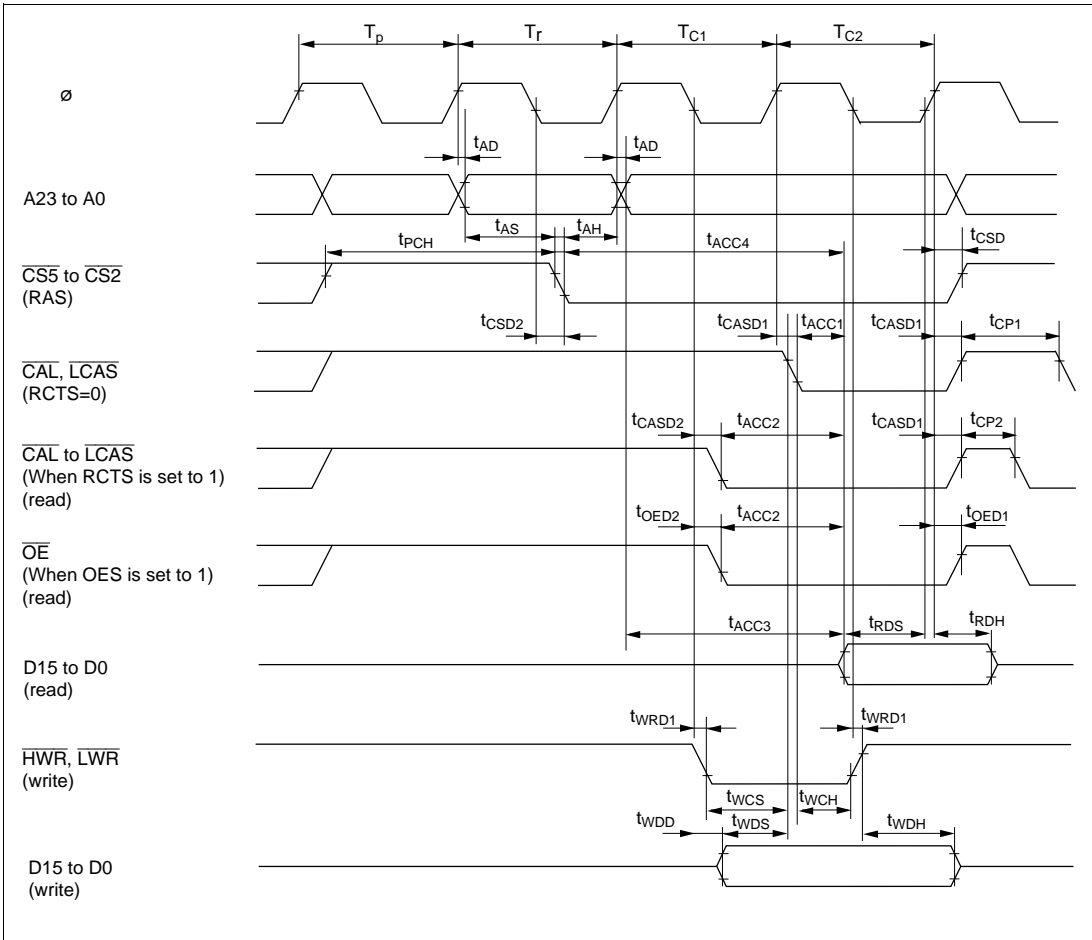 Tp Tr TC1 TC2
ø
tAD tAD
A23 to A0
tAS tAH
tPCH tACC4 tCSD
CS5 to CS2
(RAS)
tCSD2 tCASD1 tACC1 tCASD1 tCP1
CAL, LCAS
(RCTS=0)
tCASD2 tACC2 tCASD1 tCP2
CAL to LCAS
(When RCTS is set to 1)
(read)
tOED2 tACC2 tOED1
OE
(When OES is set to 1)
(read)
tACC3 tRDS tRDH
D15 to D0
(read)
tWRD1 tWRD1
HWR, LWR
(write)
tWCS tWCH
tWDD tWDS tWDH
D15 to D0
(write)